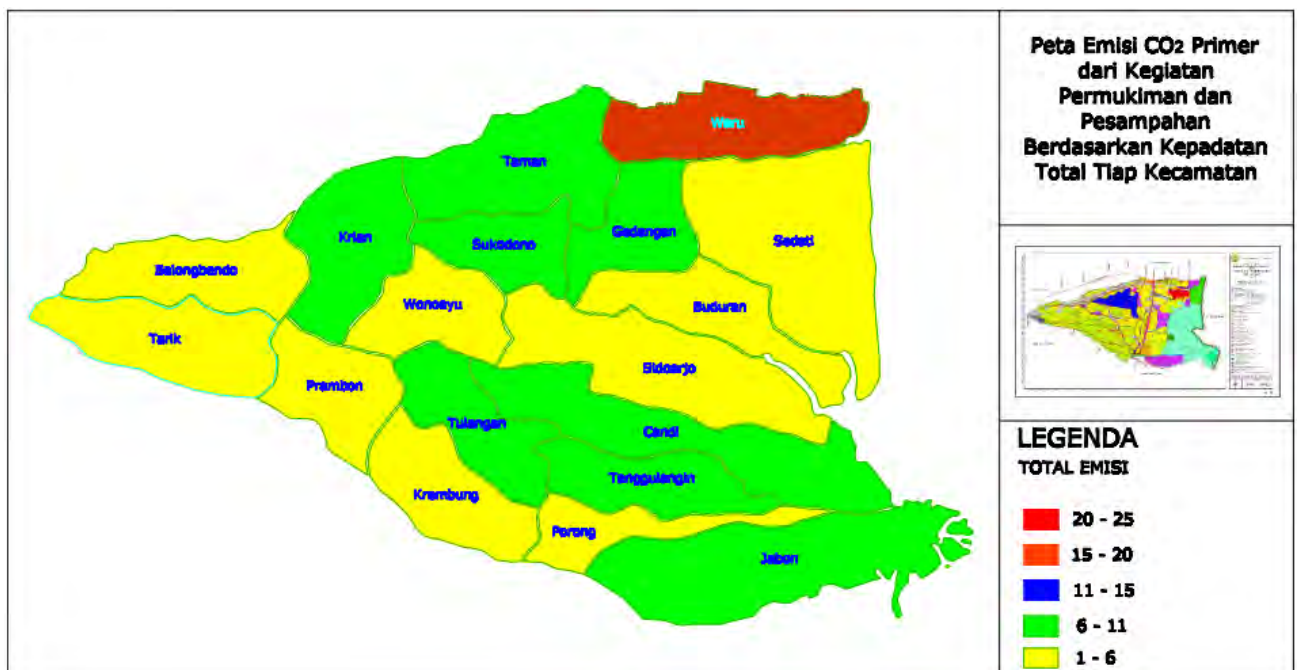 Peta Emisi CO2 Primer
dari Kegiatan
Permukiman dan
Pesampahan
Berdasarkan Kepadatan
Total Tiap Kecamatan
Waru
Taman
Krian
Sukodono
Gedangan
Sedati
Balongbendo
Wonoayu
Buduran
Tarik
Prambon
Sidoarjo
Tulangan
Candi
Tanggulangin
Krembung
Porong
Jabon
LEGENDA
TOTAL EMISI
20 - 25
15 - 20
11 - 15
6 - 11
1 - 6